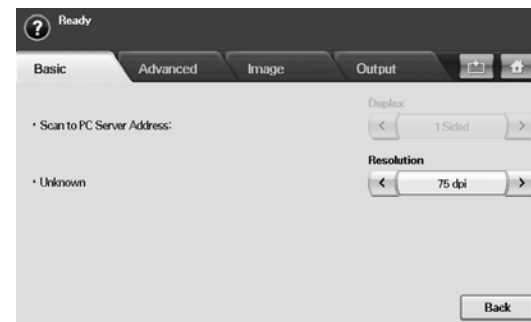 ? Ready
Basic Advanced Image Output
Duplex
• Scan to PC Server Address:
< 1 Sided >
Resolution
• Unknown
< 75 dpi >
Back